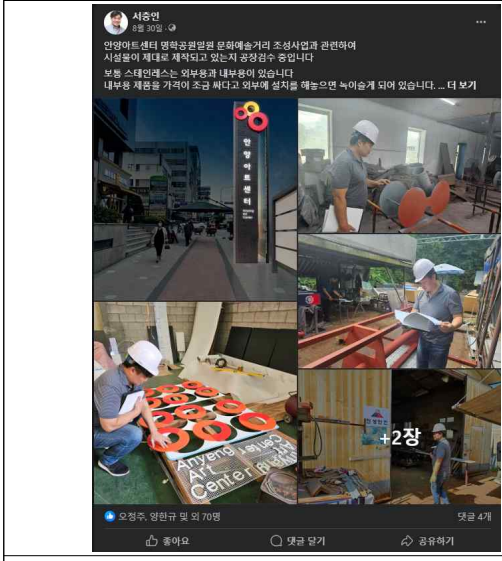 서종인
8월 30일 ·
안양아트센터 명학공원일원 문화예술거리 조성사업과 관련하여
시설물이 제대로 제작되고 있는지 공장검수 중입니다
보통 스테인레스는 외부용과 내부용이 있습니다
내부용 제품을 가격이 조금 싸다고 외부에 설치를 해놓으면 녹이슬게 되어 있습니다. ... 더 보기
안양아트센터
Anyeng
Art
Center
+2장
오정주, 양한규 및 외 70명
댓글 4개
좋아요
댓글 달기
공유하기